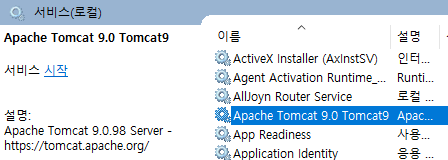 서비스(로컬)
Apache Tomcat 9.0 Tomcat9
서비스 시작
설명:
Apache Tomcat 9.0.98 Server -
https://tomcat.apache.org/
이름 설명
ActiveX Installer (AxInstSV) 인터...
Agent Activation Runtime_... Runt...
AllJoyn Router Service 로컬 ...
Apache Tomcat 9.0 Tomcat9 Apac...
App Readiness 사용...
Application Identity 응용 ...